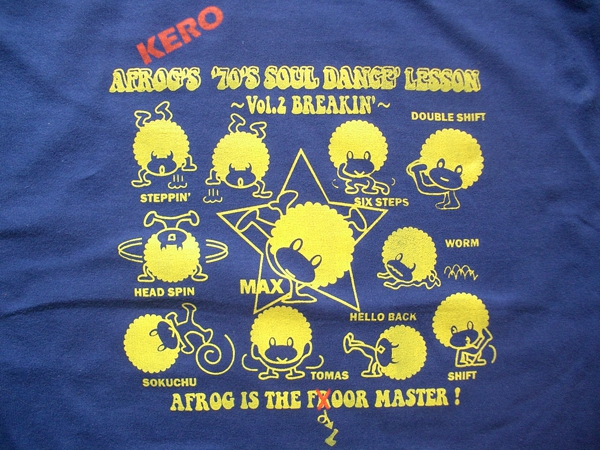 KERO
AFROG'S '70'S SOUL DANCE' LESSON
~Vol.2 BREAKIN'~
DOUBLE SHIFT
STEPPIN'
SIX STEPS
WORM
HEAD SPIN
MAX
HELLO BACK
SOKUCHU
TOMAS
SHIFT
AFROG IS THE FXOOR MASTER !
L